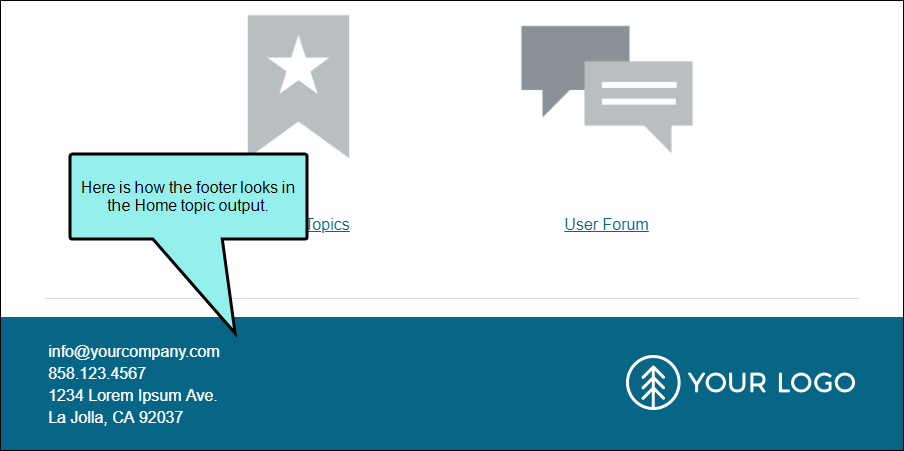 Here is how the footer looks in
the Home topic output.
Topics
User Forum
info@yourcompany.com
858.123.4567
1234 Lorem Ipsum Ave.
La Jolla, CA 92037
YOUR LOGO